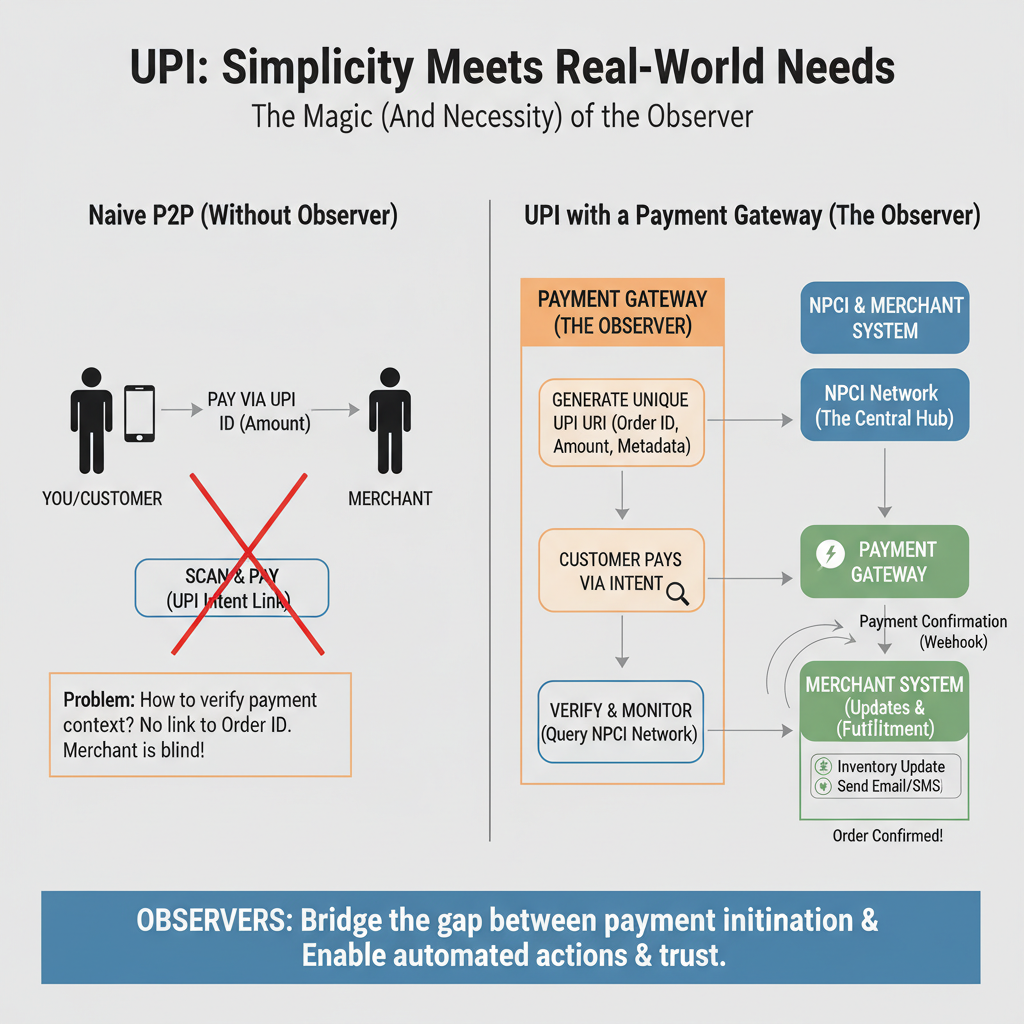 UPI: Simplicity Meets Real-World Needs
The Magic (And Necessity) of the Observer
Naive P2P (Without Observer)
PAY VIA UPI
ID (Amount)
YOU/CUSTOMER
MERCHANT
SCAN & PAY
(UPI Intent Link)
Problem: How to verify payment
context? No link to Order ID.
Merchant is blind!
UPI with a Payment Gateway (The Observer)
PAYMENT GATEWAY
(THE OBSERVER)
GENERATE UNIQUE
UPI URI (Order ID,
Amount, Metadata)
CUSTOMER PAYS
VIA INTENT
VERIFY & MONITOR
(Query NPCI Network)
NPCI & MERCHANT
SYSTEM
NPCI Network
(The Central Hub)
PAYMENT
GATEWAY
Payment Confirmation
(Webhook)
MERCHANT SYSTEM
(Updates &
(Futfilitment)
Inventory Update
Send Email/SMS
Order Confirmed!
OBSERVERS: Bridge the gap between payment initination &
Enable automated actions & trust.